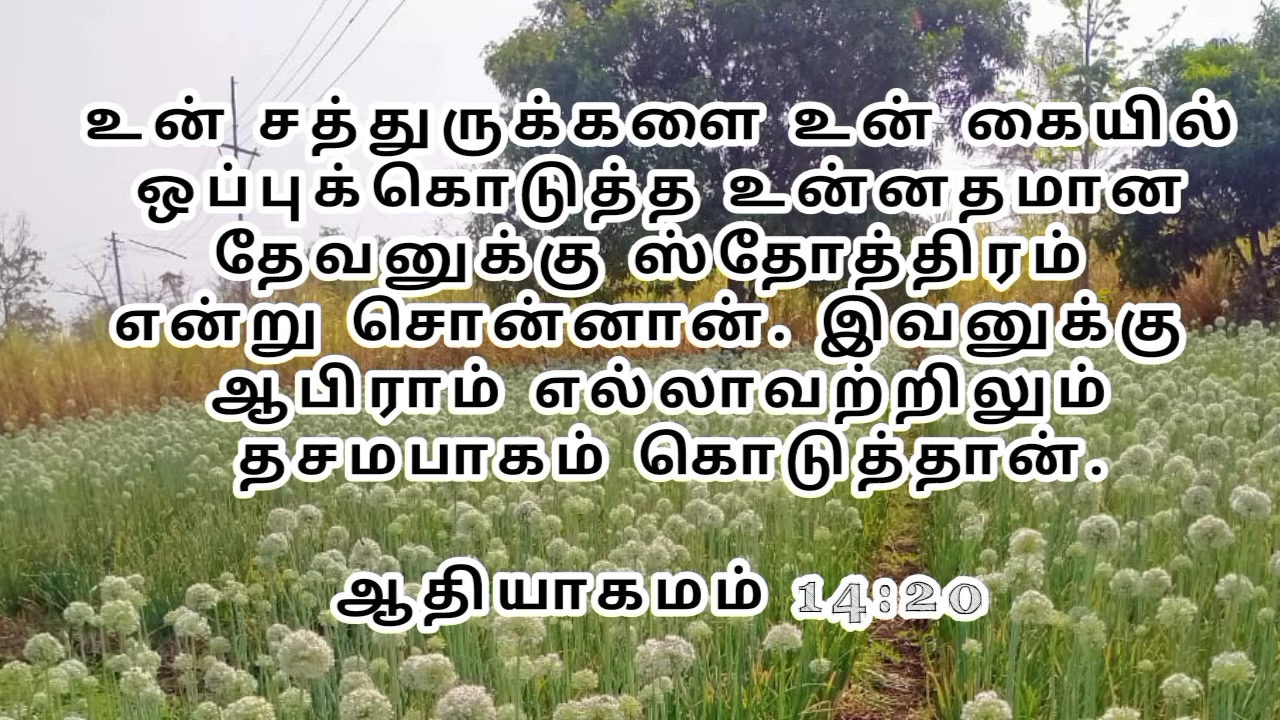 உன் சத்துருக்களை உன் கையில்
ஒப்புக்கொடுத்த உன்னதமான
தேவனுக்கு ஸ்தோத்திரம்
என்று சொன்னான். இவனுக்கு
ஆபிராம் எல்லாவற்றிலும்
தசமபாகம் கொடுத்தான்.
ஆதியாகமம் 14:20